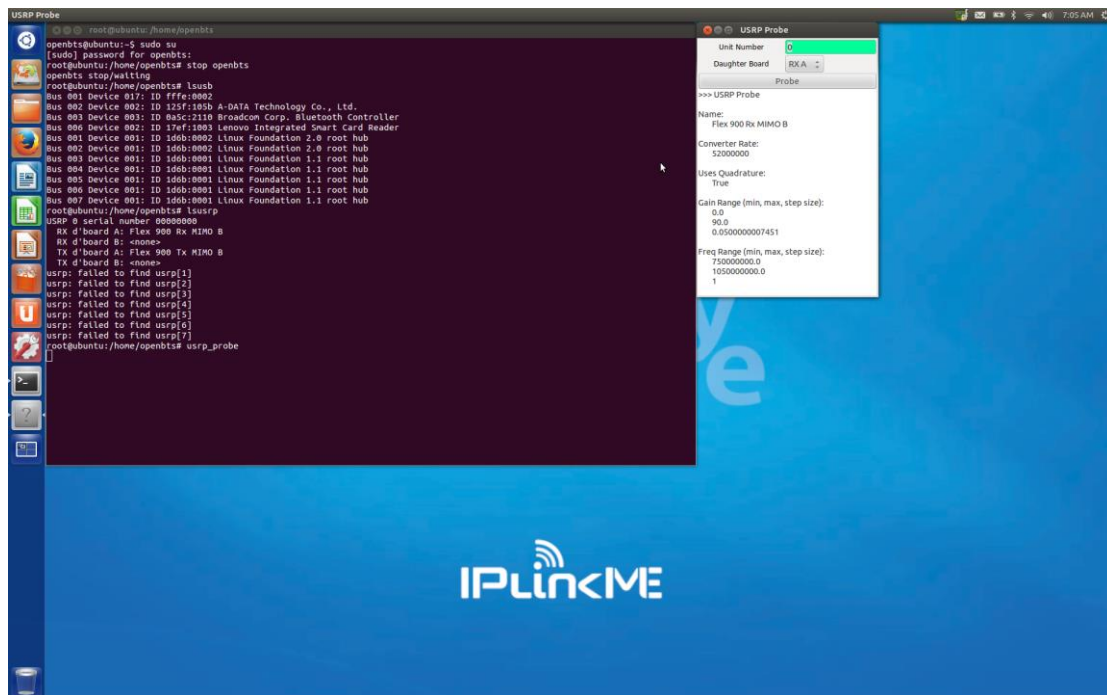 USRP Probe
7:05 AM
root@ubuntu: /home/openbts
openbts@ubuntu:~$ sudo su
[sudo] password for openbts:
root@ubuntu:/home/openbts# stop openbts
openbts stop/waiting
root@ubuntu:/home/openbts# lsusb
Bus 001 Device 017: ID fffe:0002
Bus 002 Device 002: ID 125f:105b A-DATA Technology Co., Ltd.
Bus 003 Device 003: ID 0a5c:2110 Broadcom Corp. Bluetooth Controller
Bus 006 Device 002: ID 17ef:1003 Lenovo Integrated Smart Card Reader
Bus 001 Device 001: ID 1d6b:0002 Linux Foundation 2.0 root hub
Bus 002 Device 001: ID 1d6b:0002 Linux Foundation 2.0 root hub
Bus 003 Device 001: ID 1d6b:0001 Linux Foundation 1.1 root hub
Bus 004 Device 001: ID 1d6b:0001 Linux Foundation 1.1 root hub
Bus 005 Device 001: ID 1d6b:0001 Linux Foundation 1.1 root hub
Bus 006 Device 001: ID 1d6b:0001 Linux Foundation 1.1 root hub
Bus 007 Device 001: ID 1d6b:0001 Linux Foundation 1.1 root hub
root@ubuntu:/home/openbts# lsusrp
USRP 0 serial number 00000000
RX d'board A: Flex 900 Rx MIMO B
RX d'board B: <none>
TX d'board A: Flex 900 Tx MIMO B
TX d'board B: <none>
usrp: failed to find usrp[1]
usrp: failed to find usrp[2]
usrp: failed to find usrp[3]
usrp: failed to find usrp[4]
usrp: failed to find usrp[5]
usrp: failed to find usrp[6]
usrp: failed to find usrp[7]
root@ubuntu:/home/openbts# usrp_probe
USRP Probe
Unit Number 0
Daughter Board RX A
Probe
>>> USRP Probe
Name:
Flex 900 Rx MIMO B
Converter Rate:
52000000
Uses Quadrature:
True
Gain Range (min, max, step size):
0.0
90.0
0.0500000007451
Freq Range (min, max, step size):
750000000.0
1050000000.0
1
y
e
IPLinkME